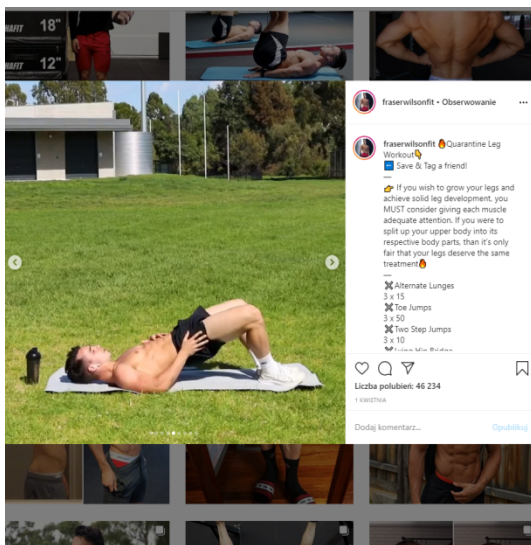 18"
12"
fraserwilsonfit • Obserwowanie
fraserwilsonfit 🔥Quarantine Leg
Workout👇
⬅️ Save & Tag a friend!
—
👉 If you wish to grow your legs and
achieve solid leg development, you
MUST consider giving each muscle
adequate attention. If you were to
split up your upper body into its
respective body parts, than it's only
fair that your legs deserve the same
treatment🔥
—
✖️Alternate Lunges
3 x 15
✖️Toe Jumps
3 x 50
✖️Two Step Jumps
3 x 10
✖️Lying Hip Bridge
Liczba polubień: 46 234
1 KWIETNIA
Dodaj komentarz...
Opublikuj